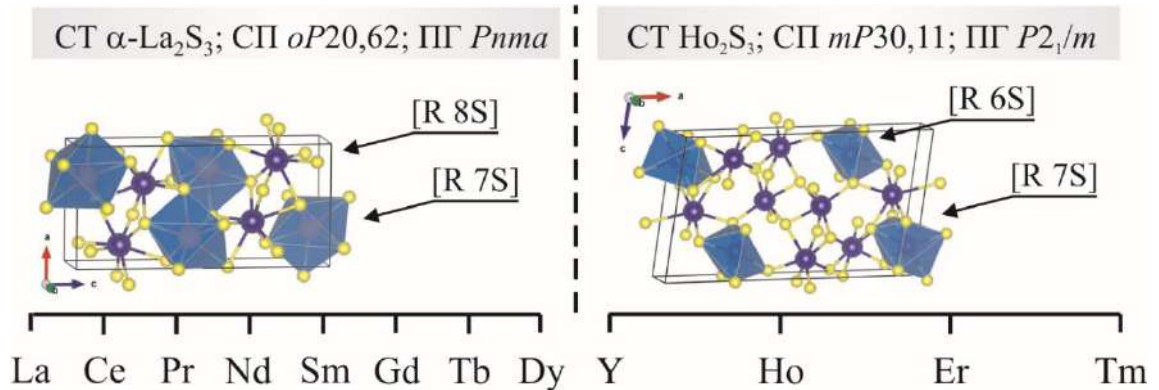 СТ α-La₂S₃; СП oP20,62; ПГ Pnma
СТ Ho₂S₃; СП mP30,11; ПГ P2₁/m
[R 8S]
[R 7S]
a
b
c
a
b
c
[R 6S]
[R 7S]
La Ce Pr Nd Sm Gd Tb Dy
Y Ho Er Tm